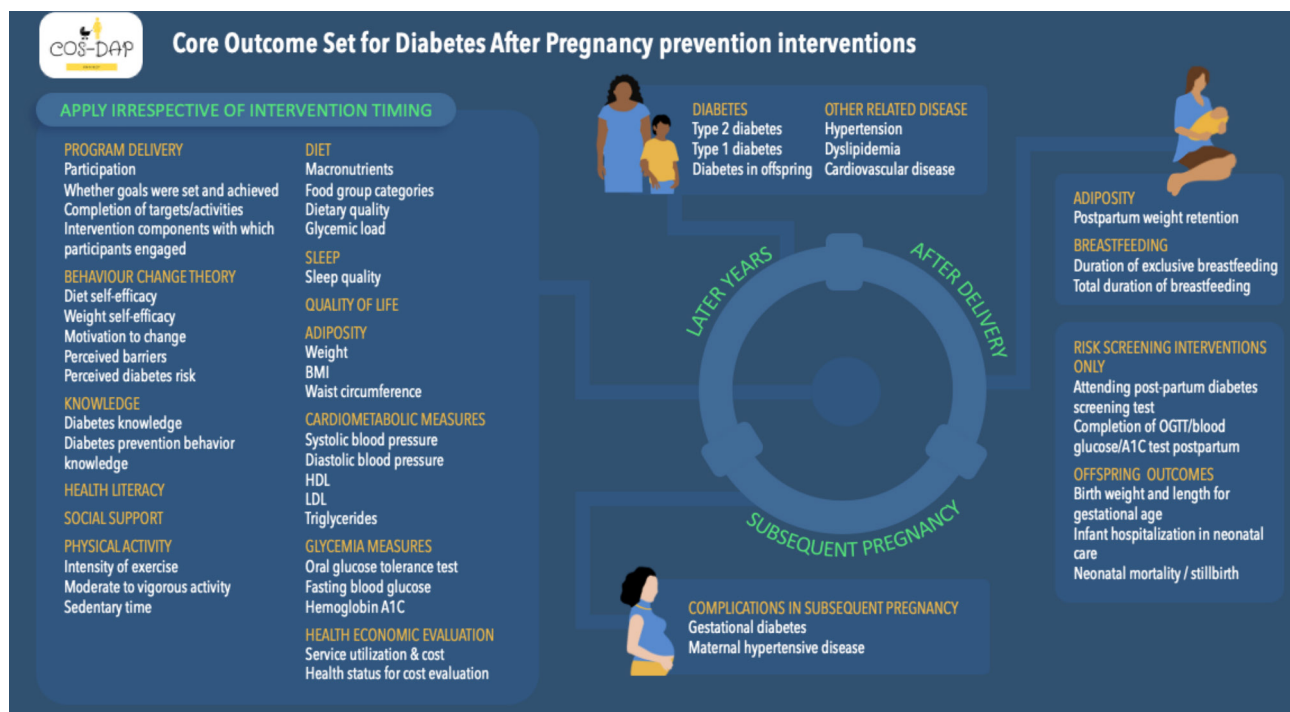 COS-DAP
Core Outcome Set for Diabetes After Pregnancy prevention interventions
APPLY IRRESPECTIVE OF INTERVENTION TIMING
PROGRAM DELIVERY
Participation
Whether goals were set and achieved
Completion of targets/activities
Intervention components with which
participants engaged
BEHAVIOUR CHANGE THEORY
Diet self-efficacy
Weight self-efficacy
Motivation to change
Perceived barriers
Perceived diabetes risk
KNOWLEDGE
Diabetes knowledge
Diabetes prevention behavior
knowledge
HEALTH LITERACY
SOCIAL SUPPORT
PHYSICAL ACTIVITY
Intensity of exercise
Moderate to vigorous activity
Sedentary time
DIET
Macronutrients
Food group categories
Dietary quality
Glycemic load
SLEEP
Sleep quality
QUALITY OF LIFE
ADIPOSITY
Weight
BMI
Waist circumference
CARDIOMETABOLIC MEASURES
Systolic blood pressure
Diastolic blood pressure
HDL
LDL
Triglycerides
GLYCEMIA MEASURES
Oral glucose tolerance test
Fasting blood glucose
Hemoglobin A1C
HEALTH ECONOMIC EVALUATION
Service utilization & cost
Health status for cost evaluation
DIABETES
Type 2 diabetes
Type 1 diabetes
Diabetes in offspring
OTHER RELATED DISEASE
Hypertension
Dyslipidemia
Cardiovascular disease
LATER YEARS
AFTER DELIVERY
SUBSEQUENT PREGNANCY
COMPLICATIONS IN SUBSEQUENT PREGNANCY
Gestational diabetes
Maternal hypertensive disease
ADIPOSITY
Postpartum weight retention
BREASTFEEDING
Duration of exclusive breastfeeding
Total duration of breastfeeding
RISK SCREENING INTERVENTIONS
ONLY
Attending post-partum diabetes
screening test
Completion of OGTT/blood
glucose/A1C test postpartum
OFFSPRING OUTCOMES
Birth weight and length for
gestational age
Infant hospitalization in neonatal
care
Neonatal mortality / stillbirth